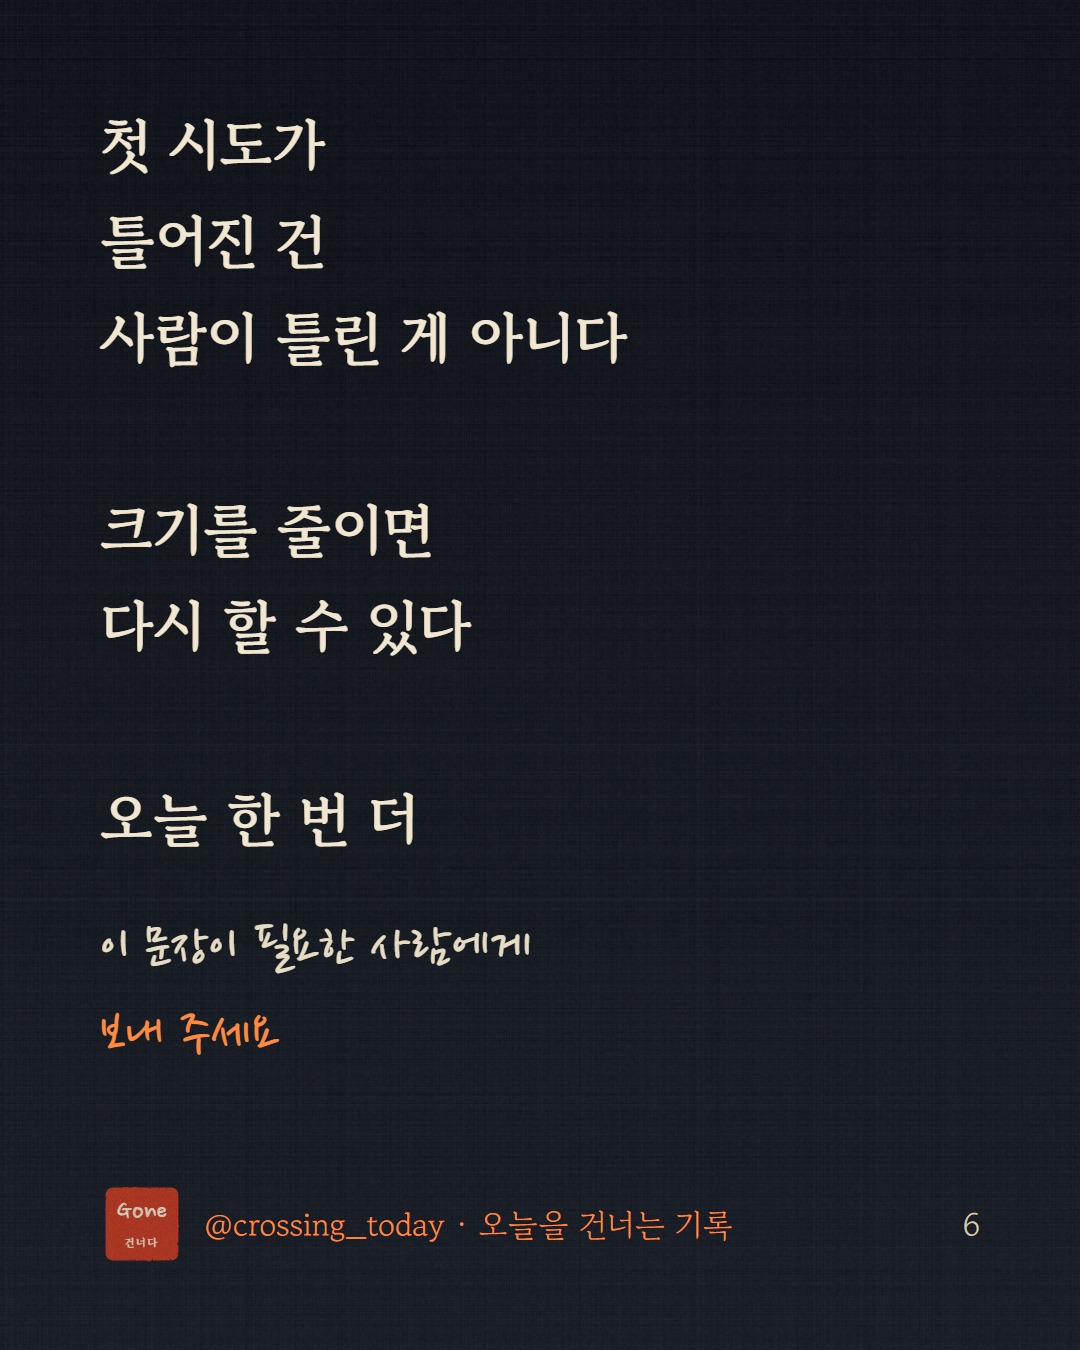 첫 시도가
틀어진 건
사람이 틀린 게 아니다
크기를 줄이면
다시 할 수 있다
오늘 한 번 더
이 문장이 필요한 사람에게
보내 주세요
Gone
건너다
@crossing_today · 오늘을 건너는 기록
6